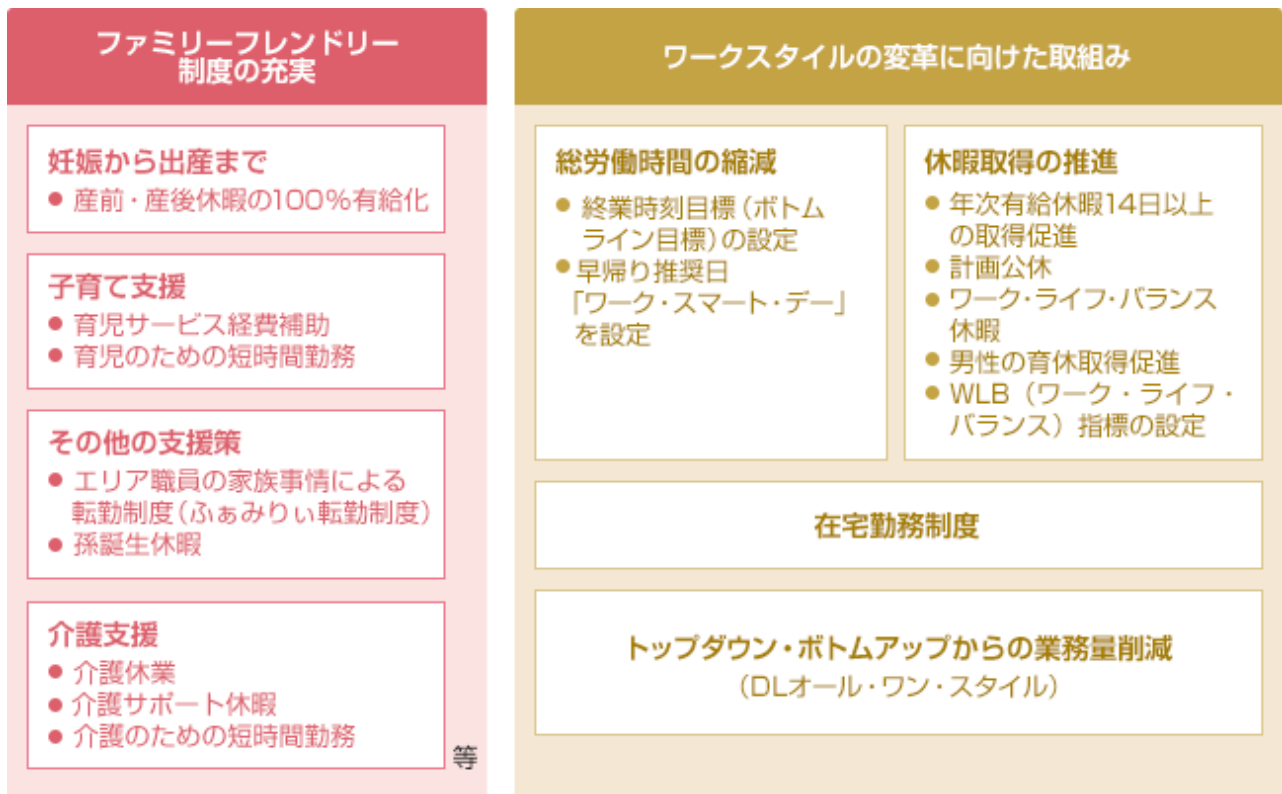 ファミリーフレンドリー
制度の充実
妊娠から出産まで
● 産前・産後休暇の100%有給化
子育て支援
● 育児サービス経費補助
● 育児のための短時間勤務
その他の支援策
● エリア職員の家族事情による
転勤制度(ふぁみりぃ転勤制度)
● 孫誕生休暇
介護支援
● 介護休業
● 介護サポート休暇
● 介護のための短時間勤務
等
ワークスタイルの変革に向けた取組み
総労働時間の縮減
● 終業時刻目標(ボトム
ライン目標)の設定
● 早帰り推奨日
「ワーク・スマート・デー」
を設定
休暇取得の推進
● 年次有給休暇14日以上
の取得促進
● 計画公休
● ワーク・ライフ・バランス
休暇
● 男性の育休取得促進
● WLB(ワーク・ライフ・
バランス)指標の設定
在宅勤務制度
トップダウン・ボトムアップからの業務量削減
(DLオール・ワン・スタイル)